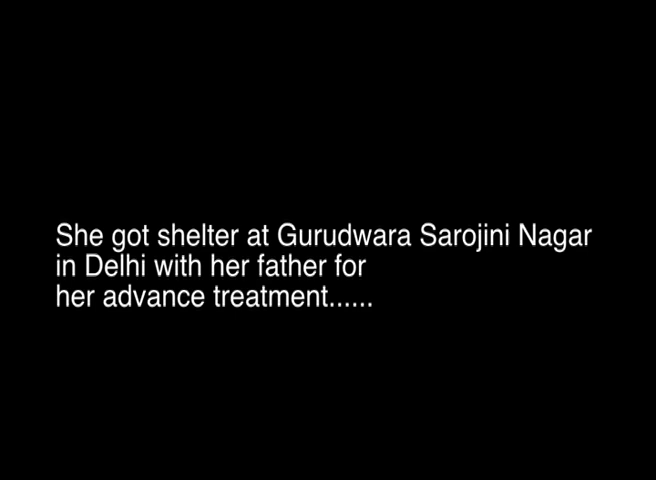 She got shelter at Gurudwara Sarojini Nagar
in Delhi with her father for
her advance treatment......